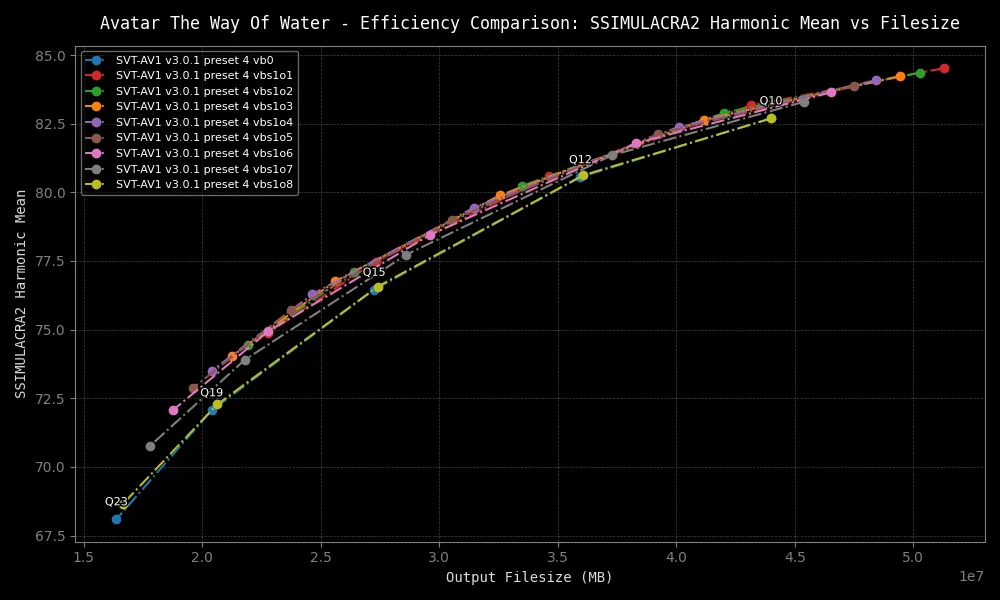 Avatar The Way Of Water - Efficiency Comparison: SSIMULACRA2 Harmonic Mean vs Filesize
85.0
82.5
80.0
77.5
75.0
72.5
70.0
67.5
SSIMULACRA2 Harmonic Mean
SVT-AV1 v3.0.1 preset 4 vb0
SVT-AV1 v3.0.1 preset 4 vbs1o1
SVT-AV1 v3.0.1 preset 4 vbs1o2
SVT-AV1 v3.0.1 preset 4 vbs1o3
SVT-AV1 v3.0.1 preset 4 vbs1o4
SVT-AV1 v3.0.1 preset 4 vbs1o5
SVT-AV1 v3.0.1 preset 4 vbs1o6
SVT-AV1 v3.0.1 preset 4 vbs1o7
SVT-AV1 v3.0.1 preset 4 vbs1o8
Q10
Q12
Q15
Q19
Q23
1.5 2.0 2.5 3.0 3.5 4.0 4.5 5.0
1e7
Output Filesize (MB)